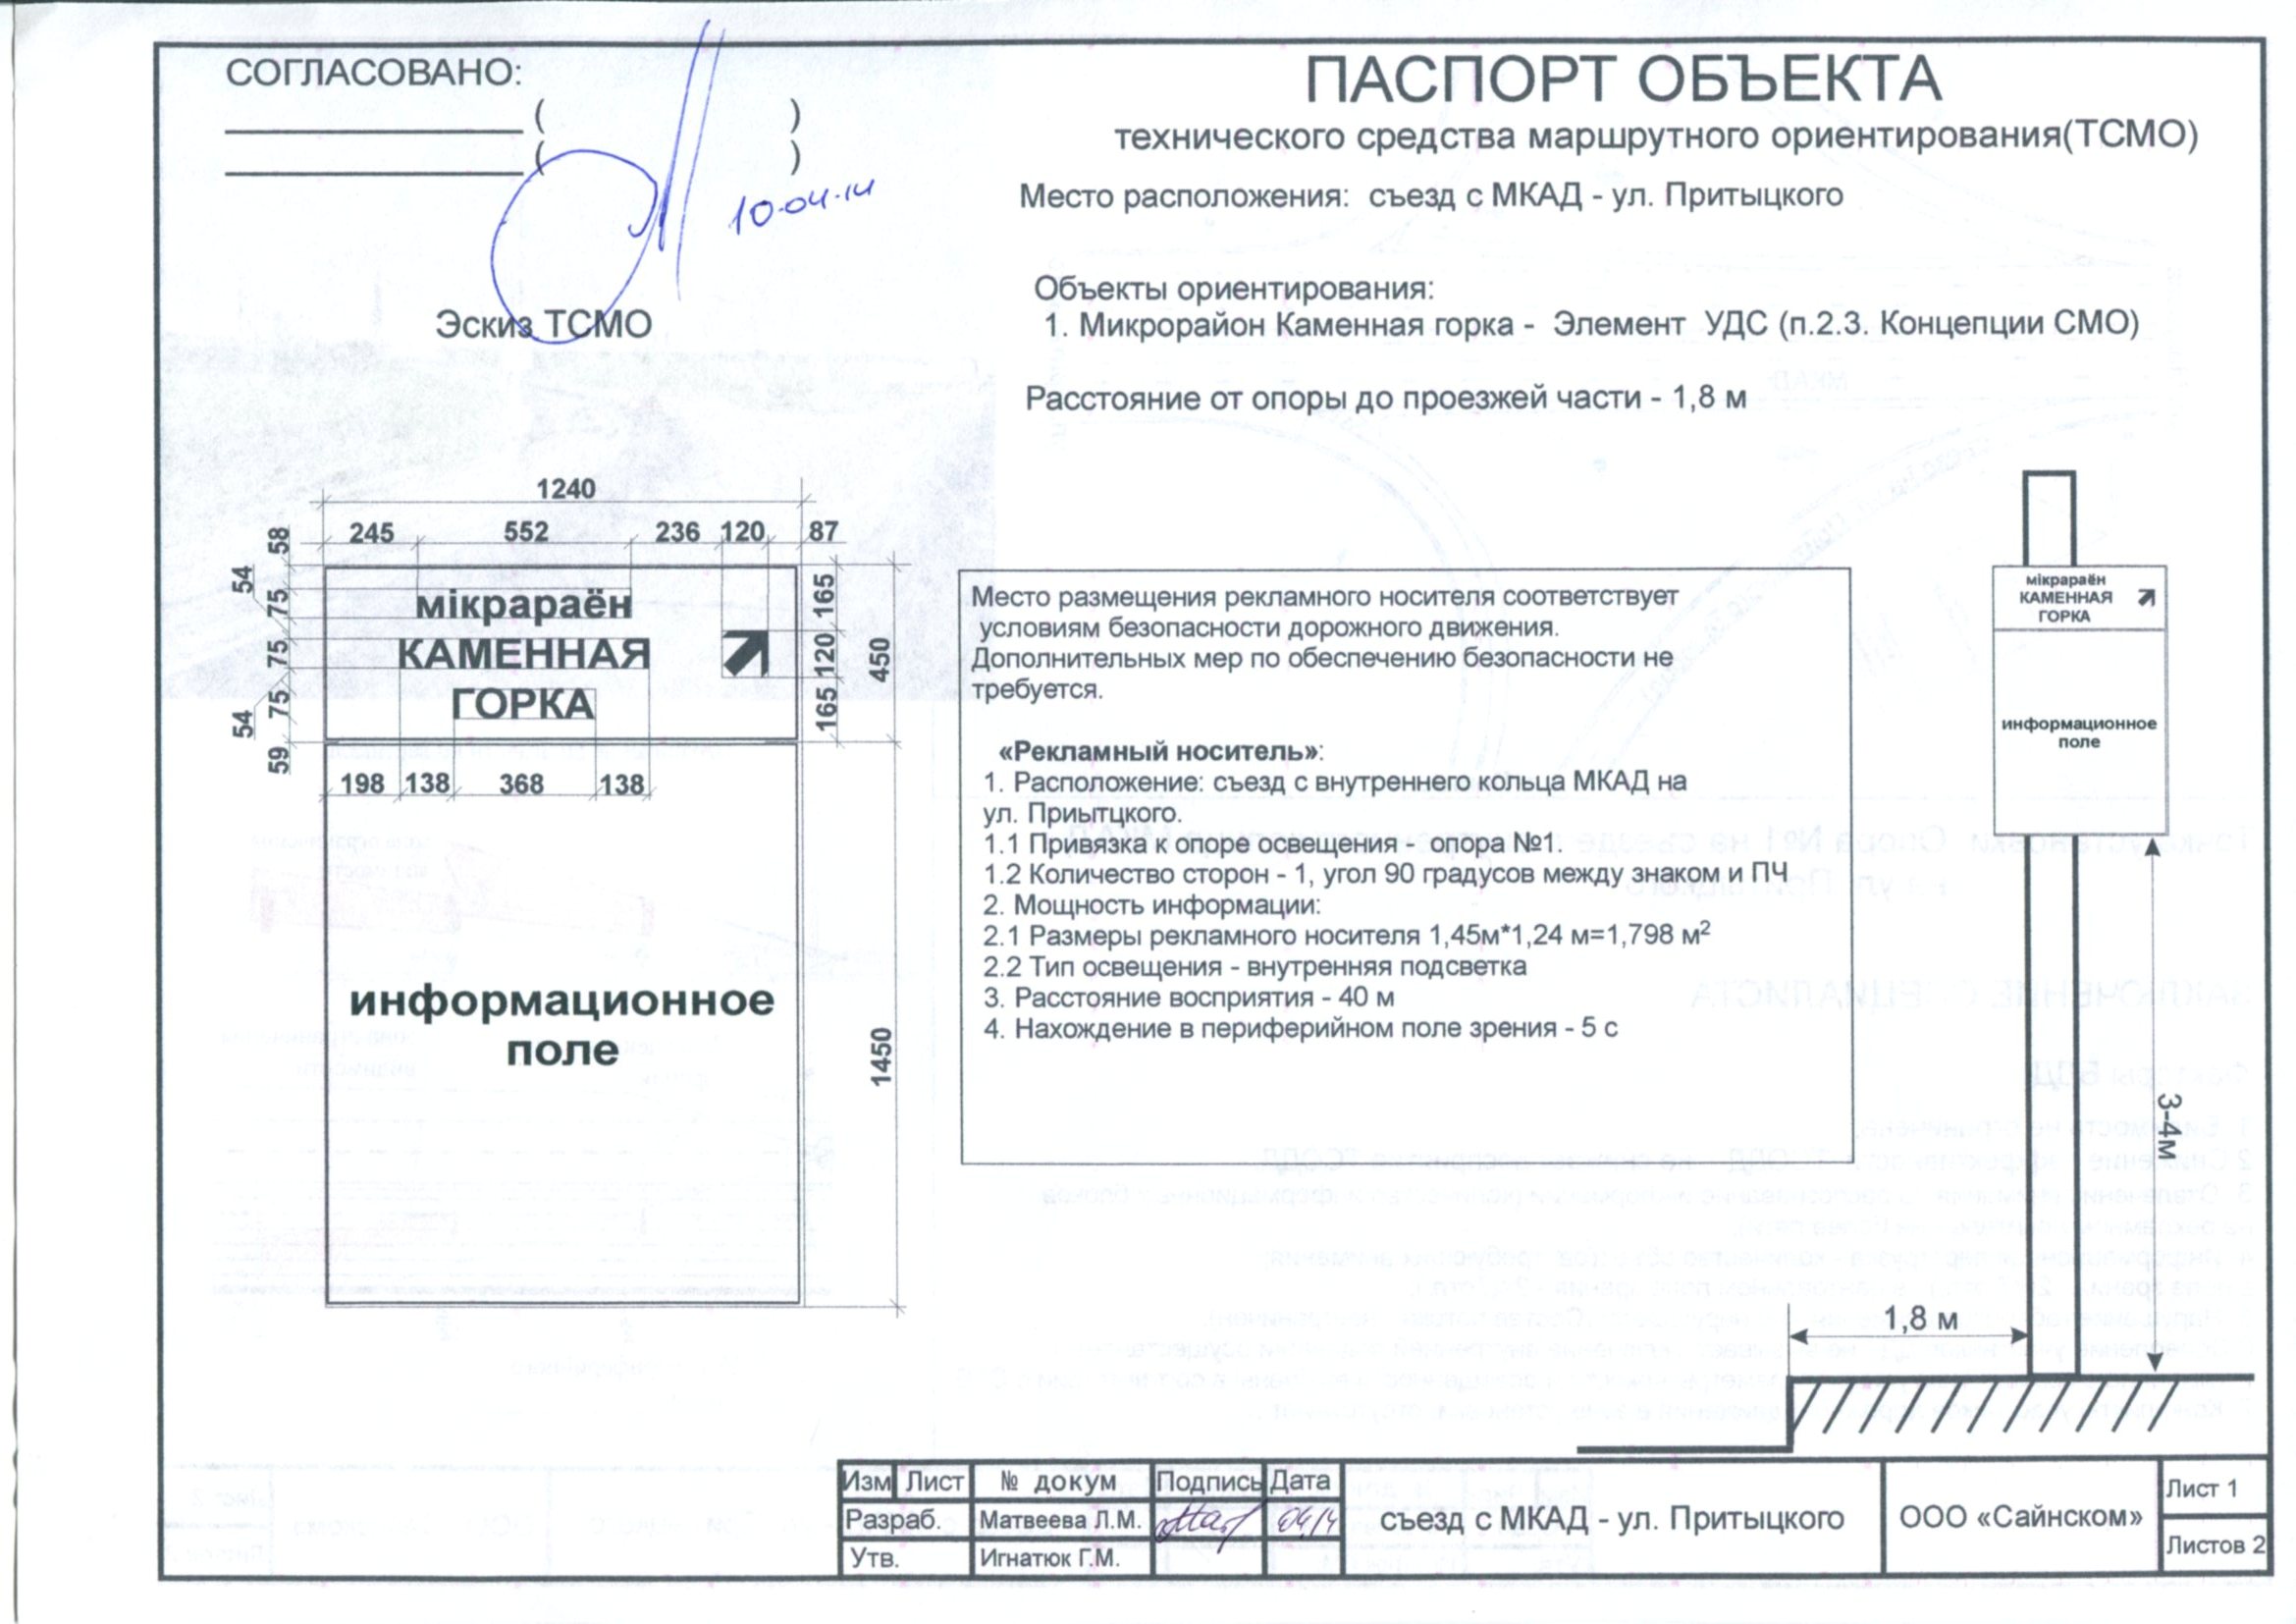 СОГЛАСОВАНО:
( )
( )
10.04.14
Эскиз ТСМО
ПАСПОРТ ОБЪЕКТА
технического средства маршрутного ориентирования(ТСМО)
Место расположения: съезд с МКАД - ул. Притыцкого
Объекты ориентирования:
1. Микрорайон Каменная горка - Элемент УДС (п.2.3. Концепции СМО)
Расстояние от опоры до проезжей части - 1,8 м
1240
245 552 236 120 87
58
54
75
75
75
54
59
165
120
165
450
мікрараён
КАМЕННАЯ
ГОРКА
198 138 368 138
информационное
поле
1450
Место размещения рекламного носителя соответствует
условиям безопасности дорожного движения.
Дополнительных мер по обеспечению безопасности не
требуется.
«Рекламный носитель»:
1. Расположение: съезд с внутреннего кольца МКАД на
ул. Приытцкого.
1.1 Привязка к опоре освещения - опора №1.
1.2 Количество сторон - 1, угол 90 градусов между знаком и ПЧ
2. Мощность информации:
2.1 Размеры рекламного носителя 1,45м*1,24 м=1,798 м²
2.2 Тип освещения - внутренняя подсветка
3. Расстояние восприятия - 40 м
4. Нахождение в периферийном поле зрения - 5 с
мікрараён
КАМЕННАЯ
ГОРКА
информационное
поле
3-4м
1,8 м
Изм Лист № докум Подпись Дата
Разраб. Матвеева Л.М. 04.14
Утв. Игнатюк Г.М.
съезд с МКАД - ул. Притыцкого
ООО «Сайнском»
Лист 1
Листов 2